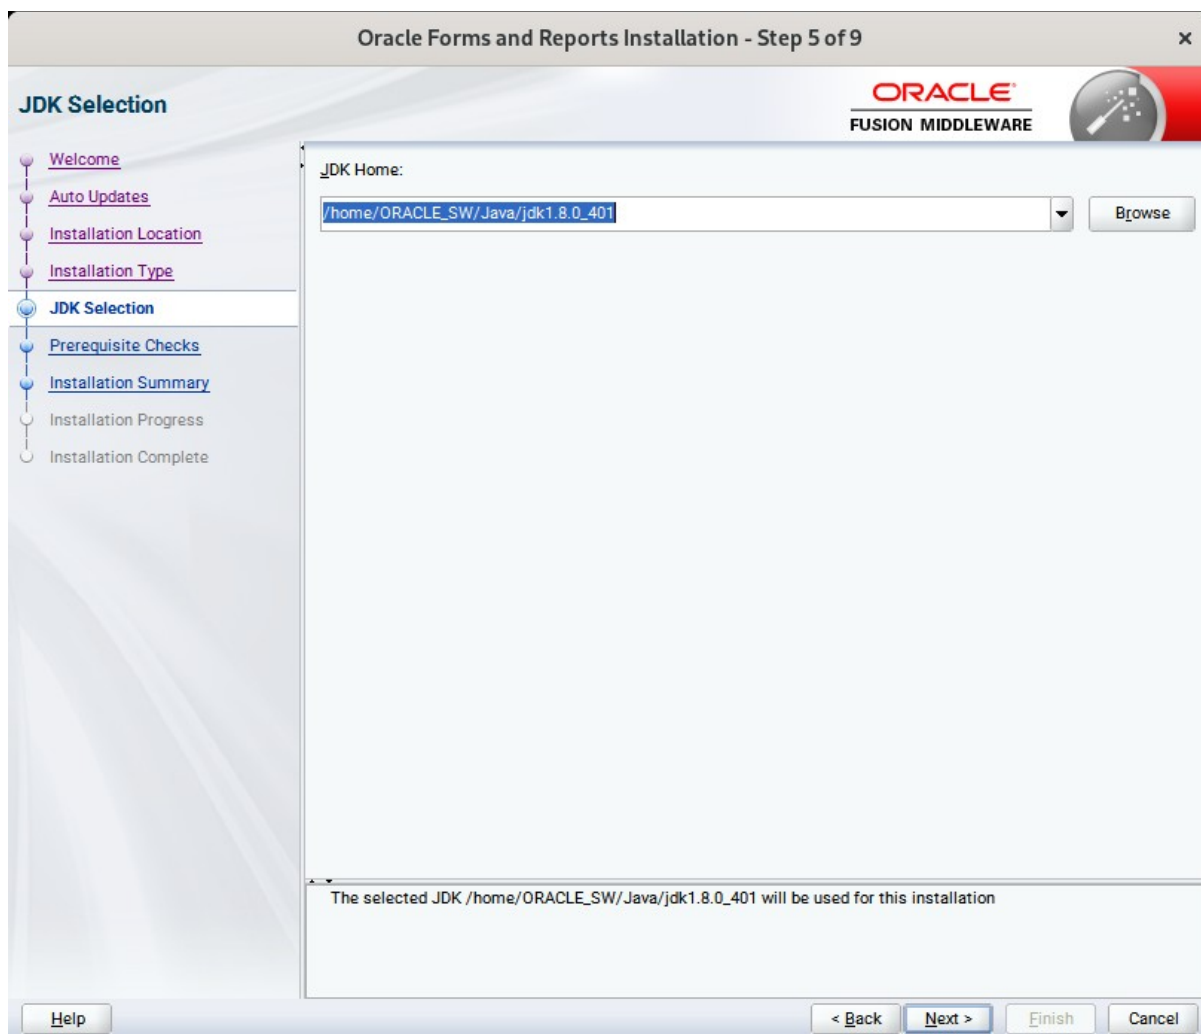 Oracle Forms and Reports Installation - Step 5 of 9
JDK Selection
ORACLE
FUSION MIDDLEWARE
Welcome
Auto Updates
Installation Location
Installation Type
JDK Selection
Prerequisite Checks
Installation Summary
Installation Progress
Installation Complete
JDK Home:
/home/ORACLE_SW/Java/jdk1.8.0_401
Browse
The selected JDK /home/ORACLE_SW/Java/jdk1.8.0_401 will be used for this installation
Help
< Back
Next >
Finish
Cancel